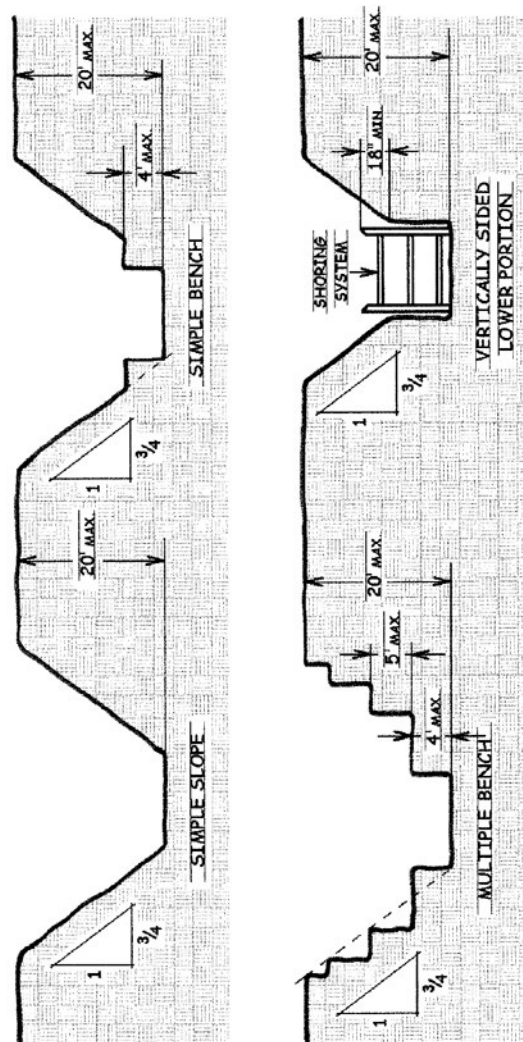 1
3/4
SIMPLE SLOPE
20' MAX
1
3/4
SIMPLE BENCH
4' MAX
20' MAX
1
3/4
MULTIPLE BENCH
4' MAX
5' MAX
20' MAX
1
3/4
SHORING
SYSTEM
18" MIN
20' MAX
VERTICALLY SIDED
LOWER PORTION